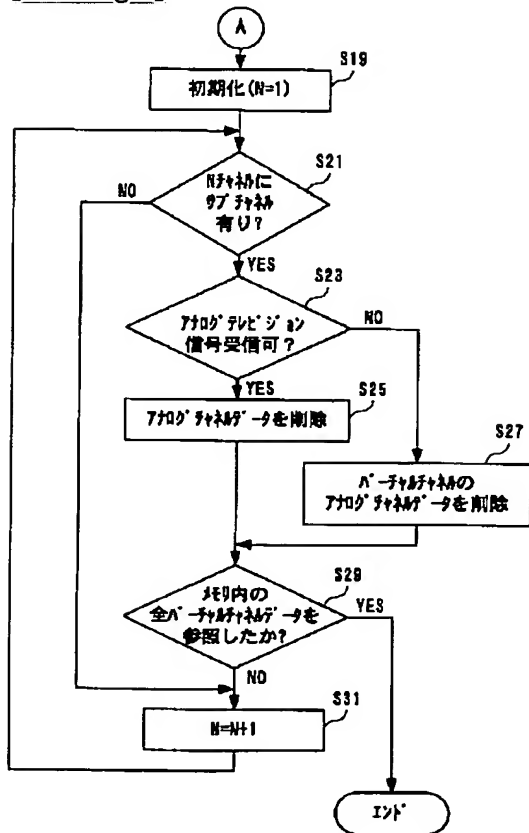 A
S19
初期化(N=1)
S21
Nチャネルに
サブチャネル
有り?
NO
YES
S23
アナログテレビジョン
信号受信可?
NO
YES
S25
アナログチャネルデータを削除
S27
バーチャルチャネルの
アナログチャネルデータを削除
S29
メモリ内の
全バーチャルチャネルデータを
参照したか?
YES
NO
S31
N=N+1
エンド